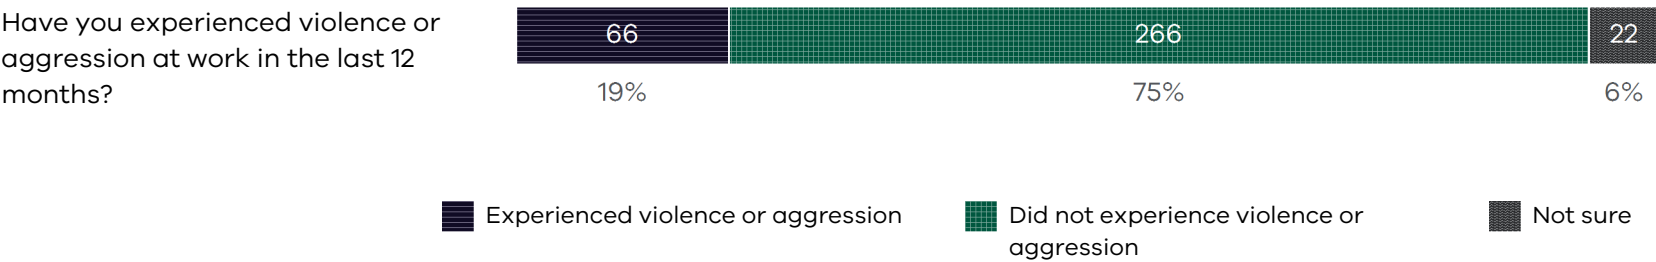 Have you experienced violence or
aggression at work in the last 12
months?
66
266
22
19%
75%
6%
Experienced violence or aggression
Did not experience violence or
aggression
Not sure